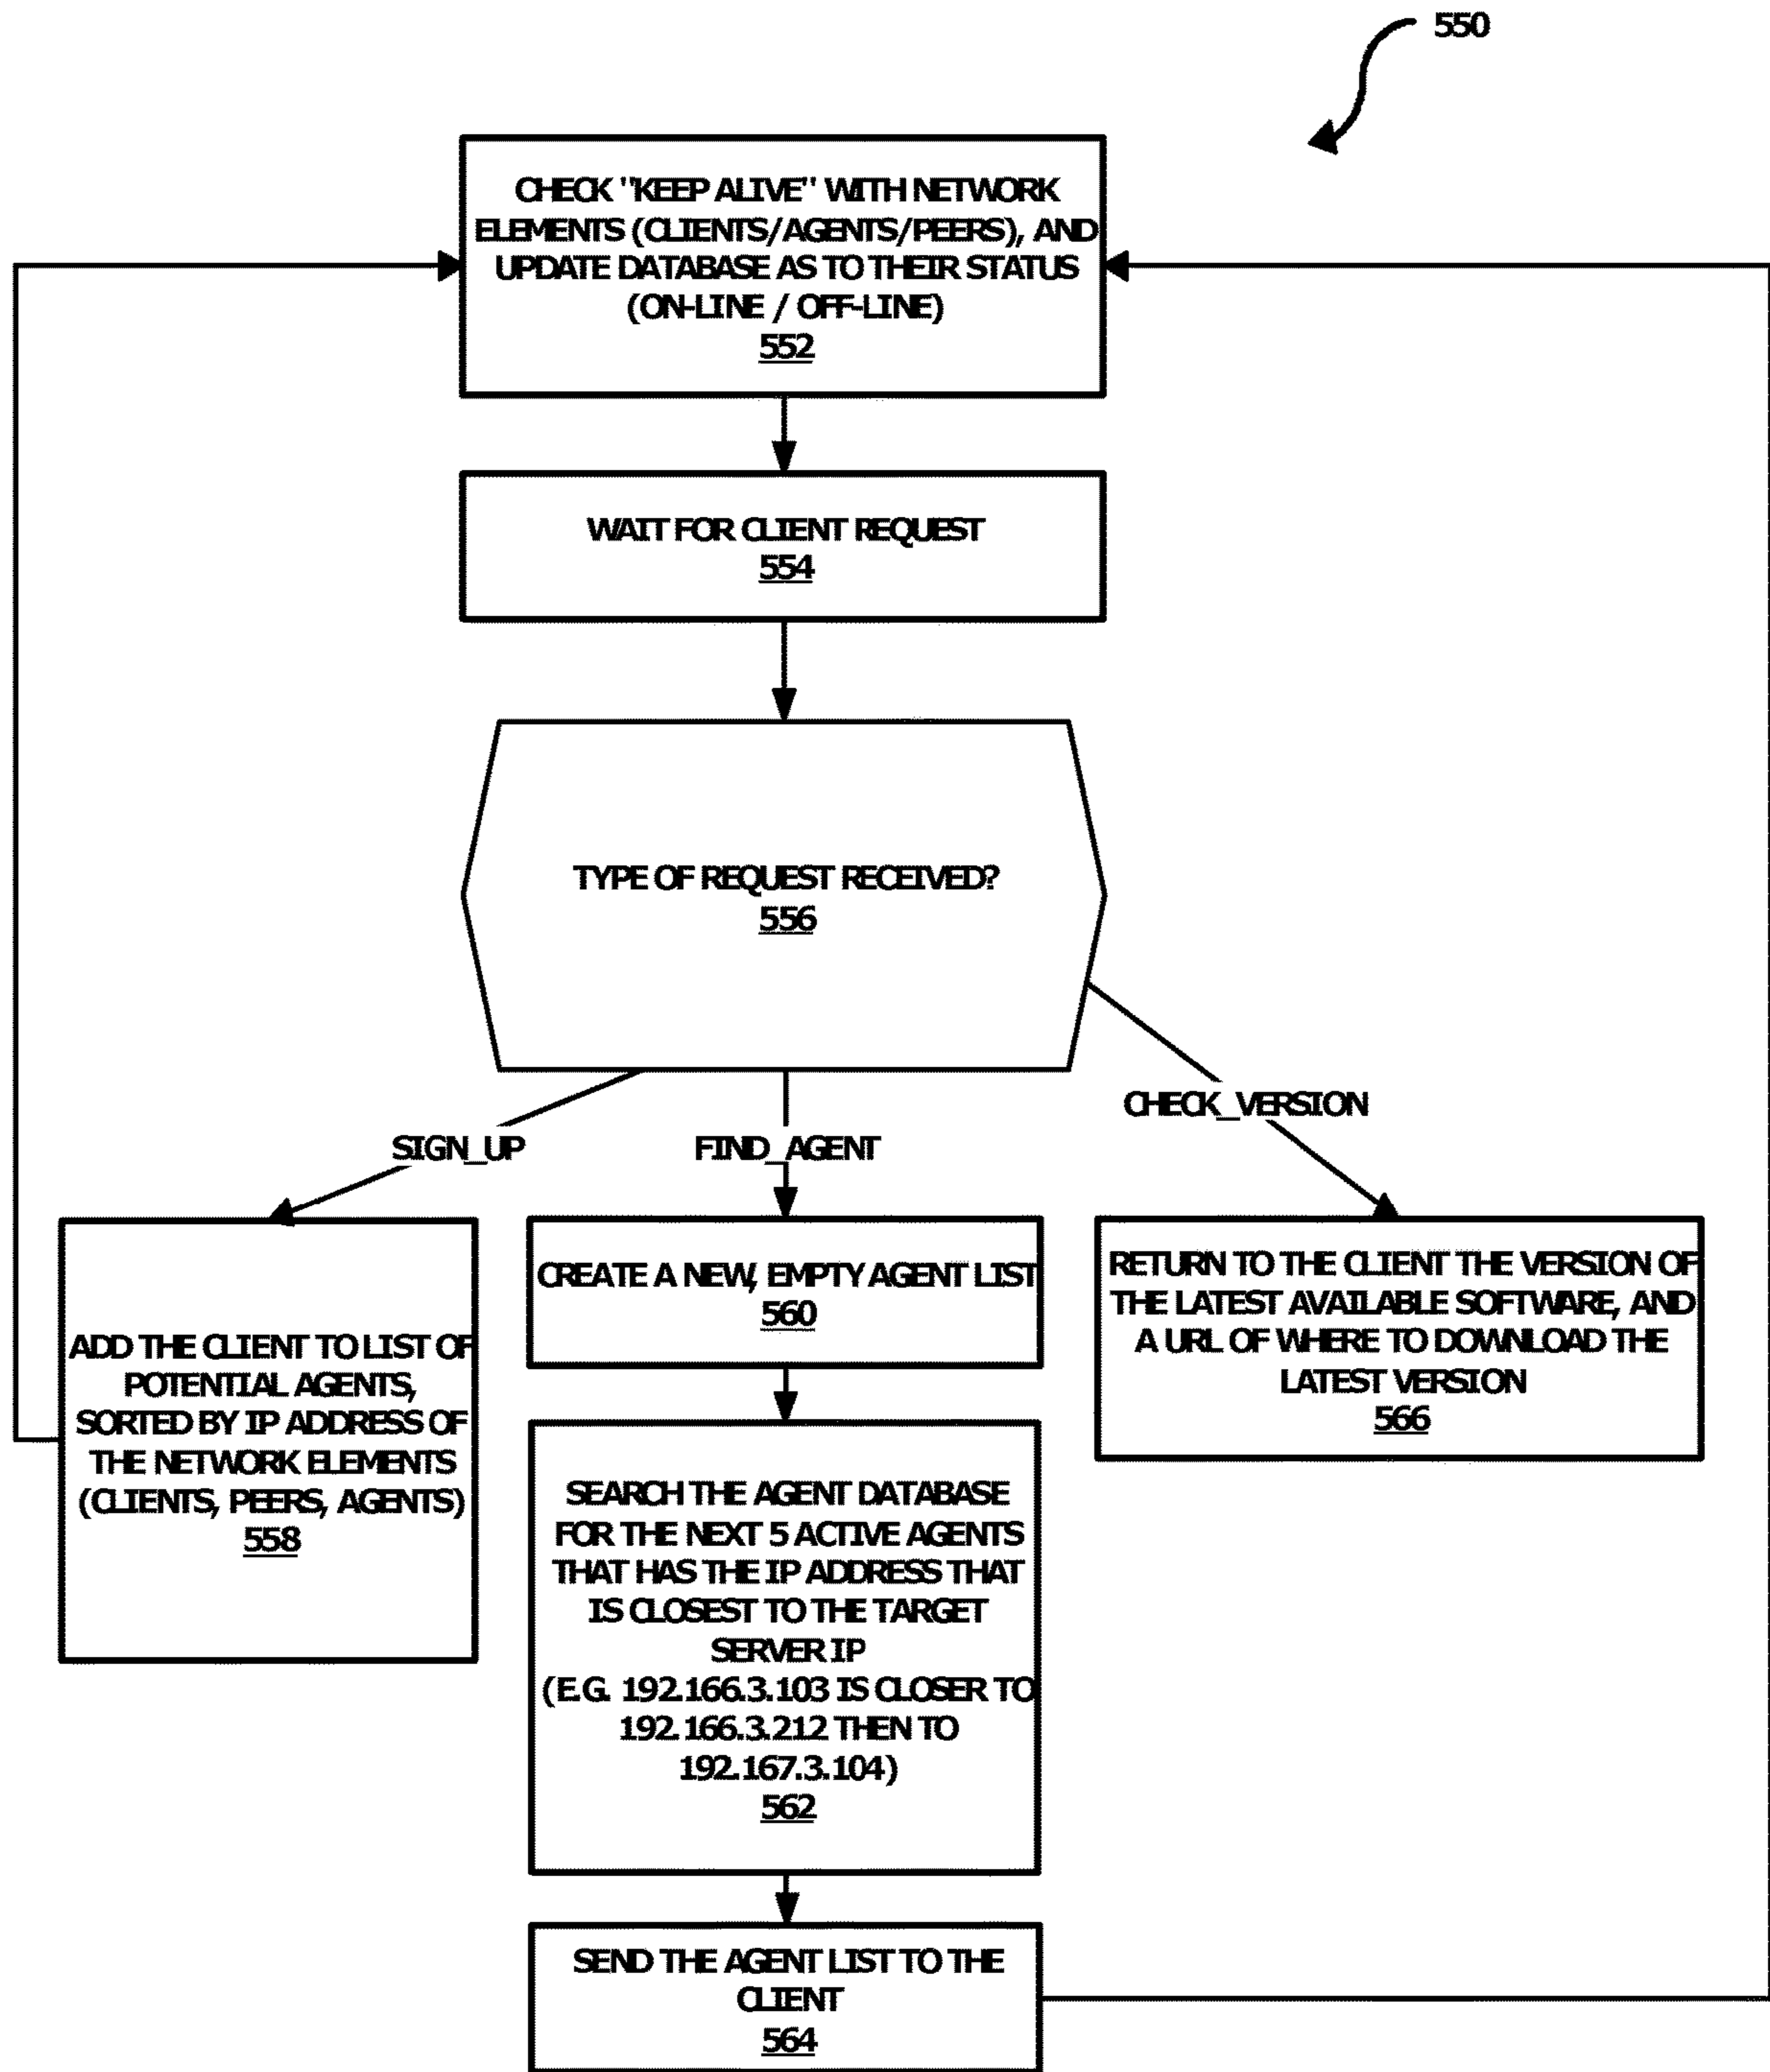 550
CHECK "KEEP ALIVE" WITH NETWORK
ELEMENTS (CLIENTS/AGENTS/PEERS), AND
UPDATE DATABASE AS TO THEIR STATUS
(ON-LINE / OFF-LINE)
552
WAIT FOR CLIENT REQUEST
554
TYPE OF REQUEST RECEIVED?
556
CHECK_VERSION
SIGN_UP
FIND_AGENT
ADD THE CLIENT TO LIST OF
POTENTIAL AGENTS,
SORTED BY IP ADDRESS OF
THE NETWORK ELEMENTS
(CLIENTS, PEERS, AGENTS)
558
CREATE A NEW, EMPTY AGENT LIST
560
RETURN TO THE CLIENT THE VERSION OF
THE LATEST AVAILABLE SOFTWARE, AND
A URL OF WHERE TO DOWNLOAD THE
LATEST VERSION
566
SEARCH THE AGENT DATABASE
FOR THE NEXT 5 ACTIVE AGENTS
THAT HAS THE IP ADDRESS THAT
IS CLOSEST TO THE TARGET
SERVER IP
(E.G. 192.166.3.103 IS CLOSER TO
192.166.3.212 THEN TO
192.167.3.104)
562
SEND THE AGENT LIST TO THE
CLIENT
564